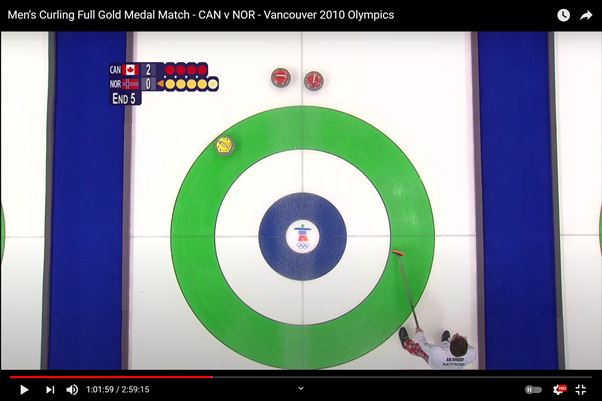 Men's Curling Full Gold Medal Match - CAN v NOR - Vancouver 2010 Olympics
CAN 2
NOR 0
END 5
1:01:59 / 2:59:15
HD